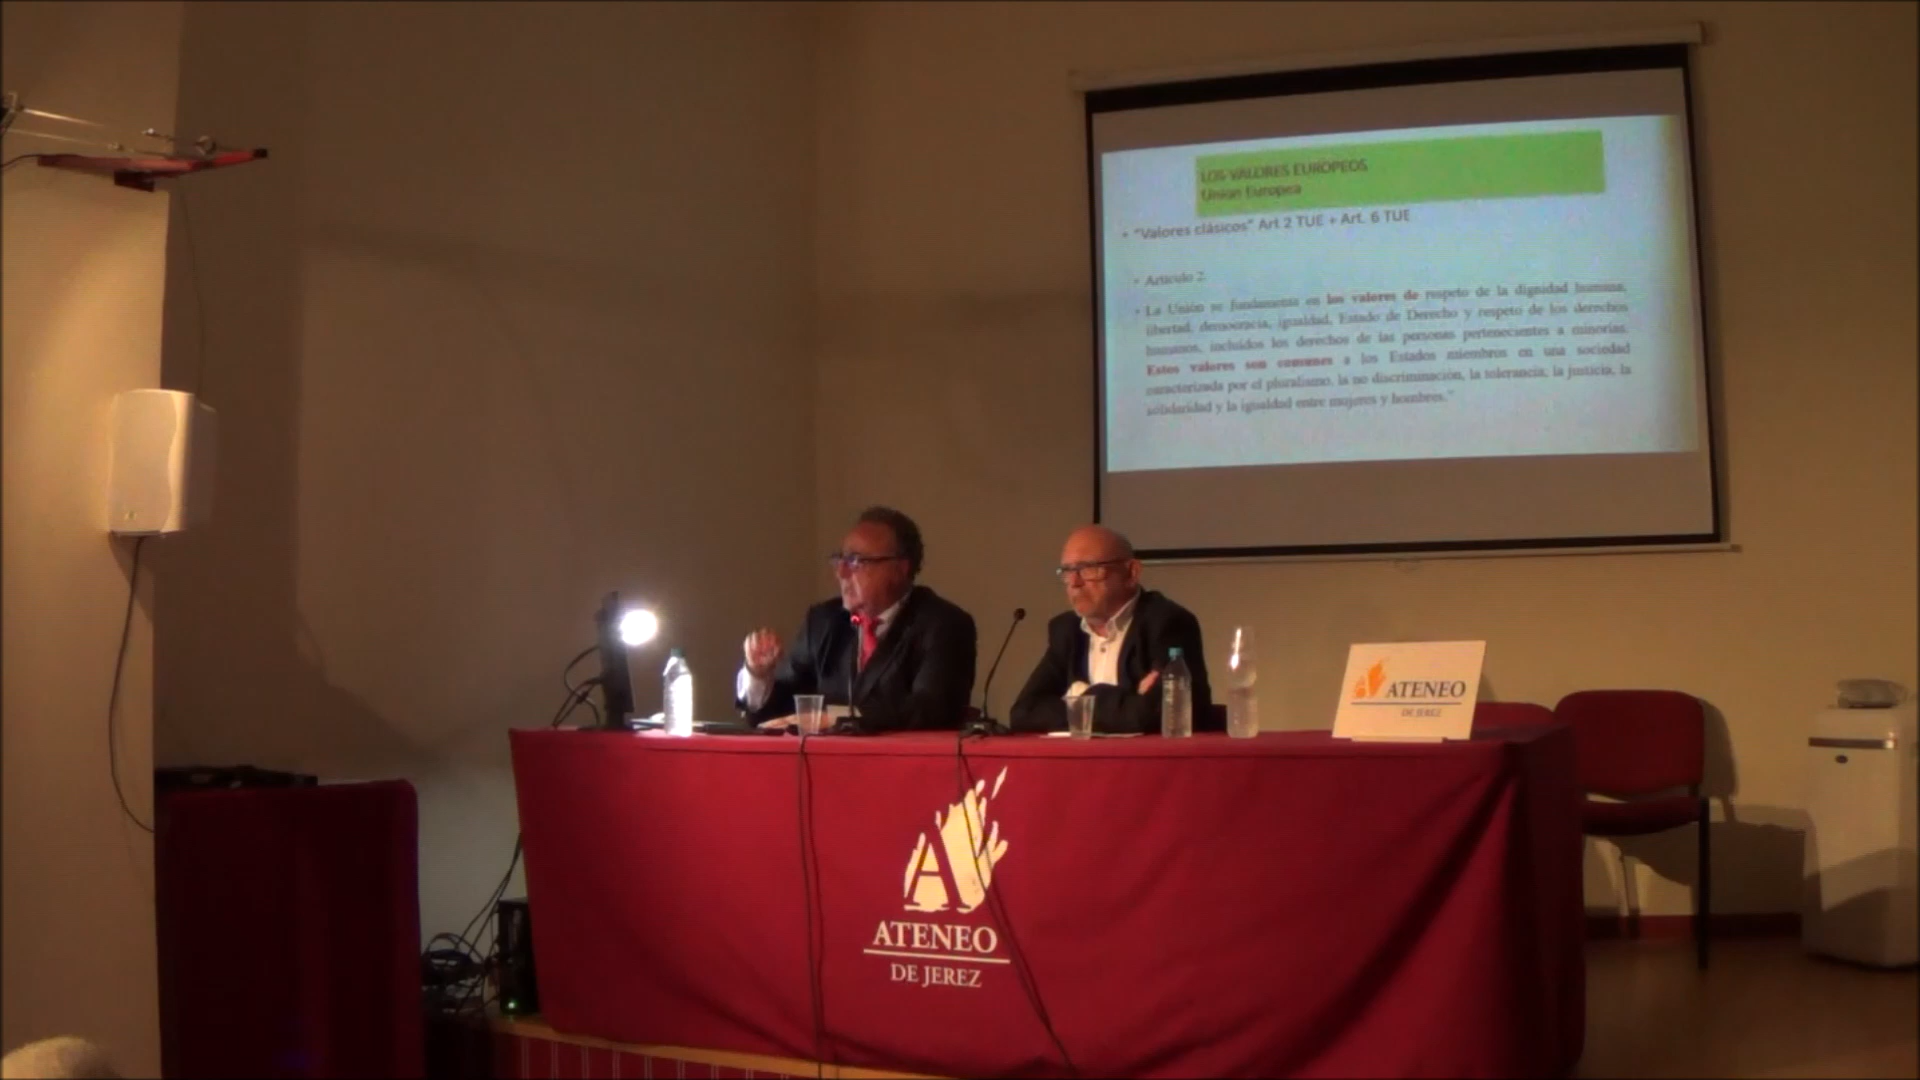 LOS VALORES EUROPEOS
Unión Europea
• "Valores clásicos" Art 2 TUE + Art. 6 TUE
• Artículo 2.
• La Unión se fundamenta en los valores de respeto de la dignidad humana,
libertad, democracia, igualdad, Estado de Derecho y respeto de los derechos
humanos, incluidos los derechos de las personas pertenecientes a minorías.
Estos valores son comunes a los Estados miembros en una sociedad
caracterizada por el pluralismo, la no discriminación, la tolerancia, la justicia, la
solidaridad y la igualdad entre mujeres y hombres."
ATENEO
DE JEREZ
A
ATENEO
DE JEREZ